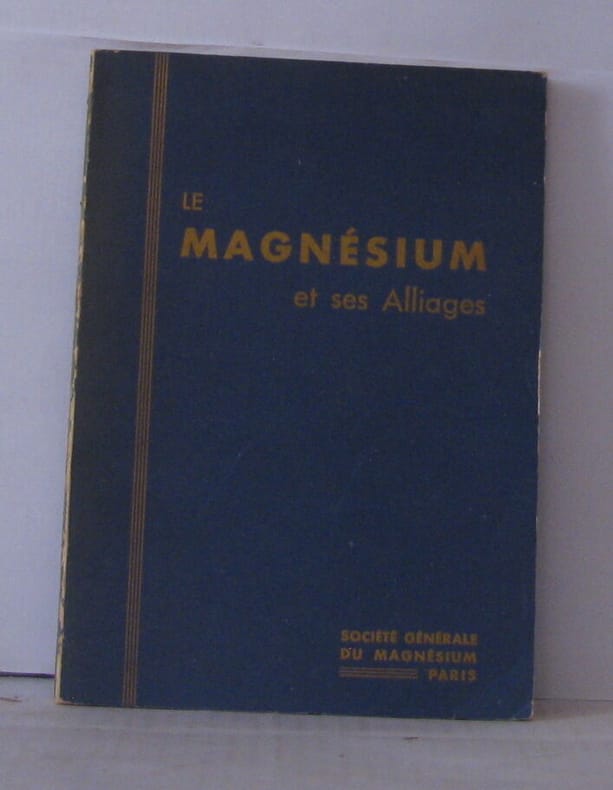 LE
MAGNÉSIUM
et ses Alliages
SOCIÉTÉ GÉNÉRALE
DU MAGNÉSIUM
PARIS